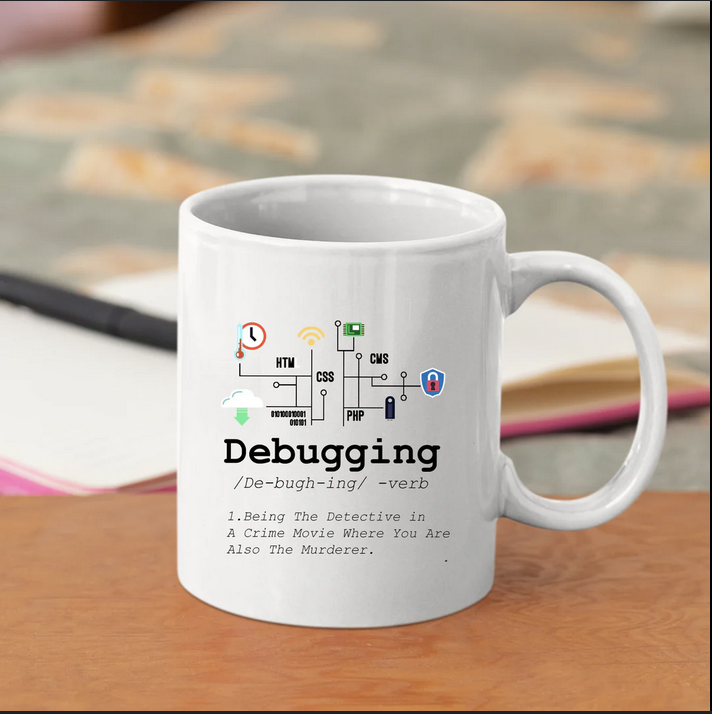 HTM
CMS
CSS
010100010001
010101
PHP
Debugging
/De-bugh-ing/ -verb
1.Being The Detective in
A Crime Movie Where You Are
Also The Murderer.